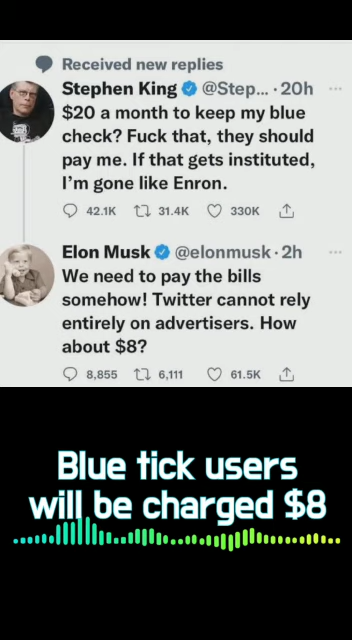 Received new replies
Stephen King @Step... · 20h
$20 a month to keep my blue
check? Fuck that, they should
pay me. If that gets instituted,
I'm gone like Enron.
42.1K 31.4K 330K
Elon Musk @elonmusk · 2h
We need to pay the bills
somehow! Twitter cannot rely
entirely on advertisers. How
about $8?
8,855 6,111 61.5K
Blue tick users
will be charged $8